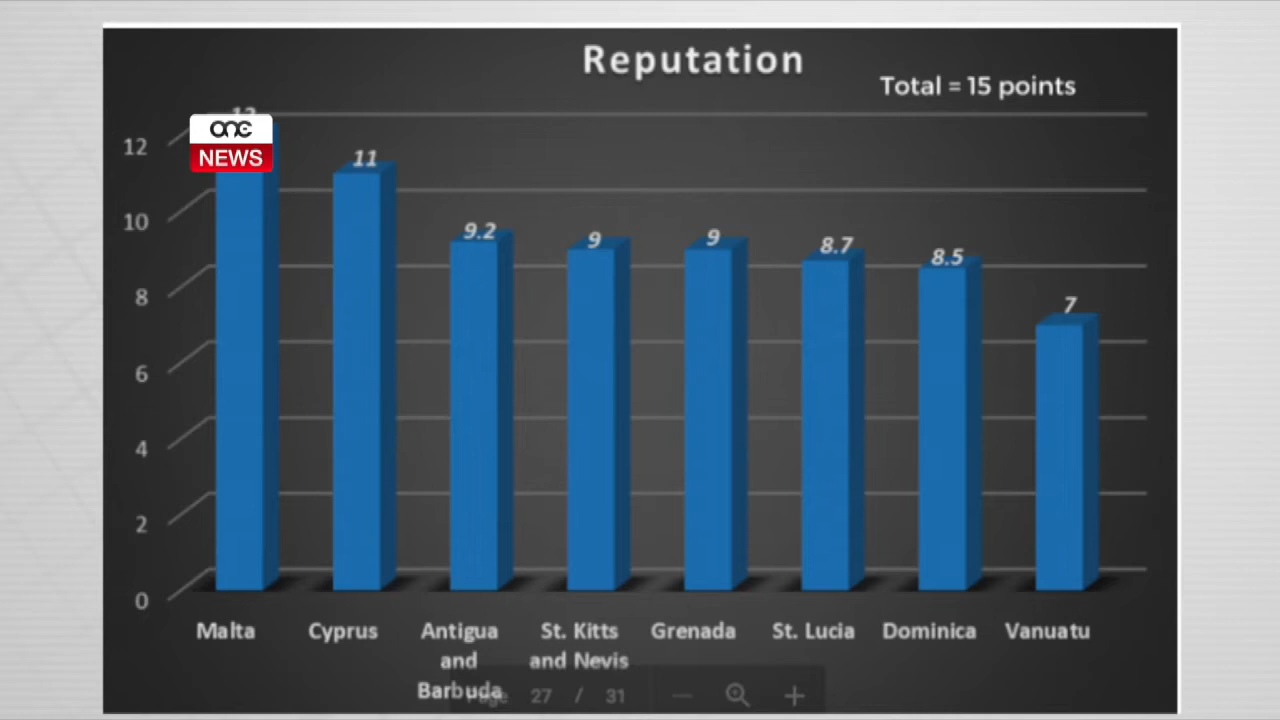 Reputation
Total = 15 points
one
NEWS
12
10
8
6
4
2
0
11
9.2
9
9
8.7
8.5
7
Malta
Cyprus
Antigua
and
Barbuda
St. Kitts
and Nevis
Grenada
St. Lucia
Dominica
Vanuatu
Page 27 / 31